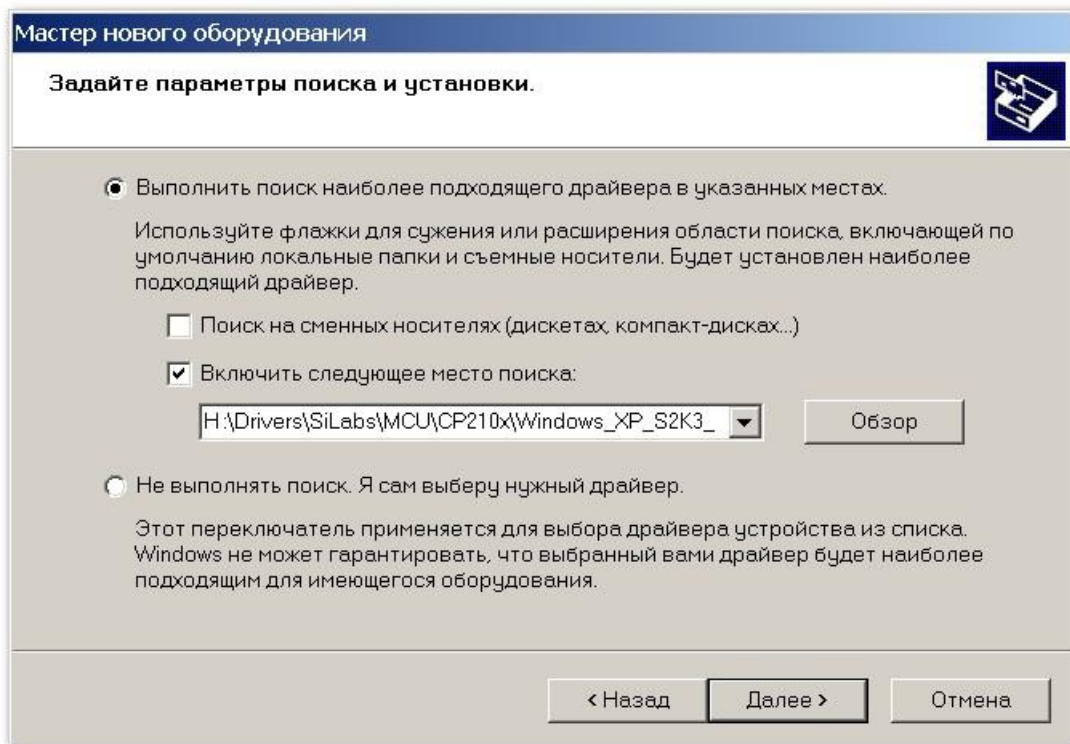 Мастер нового оборудования
Задайте параметры поиска и установки.
Выполнить поиск наиболее подходящего драйвера в указанных местах.
Используйте флажки для сужения или расширения области поиска, включающей по
умолчанию локальные папки и съемные носители. Будет установлен наиболее
подходящий драйвер.
Поиск на сменных носителях (дискетах, компакт-дисках...)
Включить следующее место поиска:
H:\Drivers\SiLabs\MCU\CP210x\Windows_XP_S2K3_
Обзор
Не выполнять поиск. Я сам выберу нужный драйвер.
Этот переключатель применяется для выбора драйвера устройства из списка.
Windows не может гарантировать, что выбранный вами драйвер будет наиболее
подходящим для имеющегося оборудования.
< Назад
Далее >
Отмена